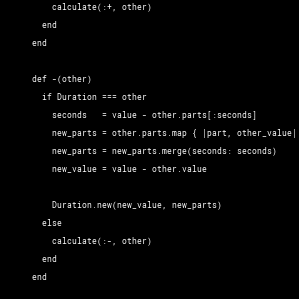 calculate(:+, other)
end
end
def -(other)
if Duration === other
seconds   = value - other.parts[:seconds]
new_parts = other.parts.map { |part, other_value|
new_parts = new_parts.merge(seconds: seconds)
new_value = value - other.value
Duration.new(new_value, new_parts)
else
calculate(:-, other)
end
end